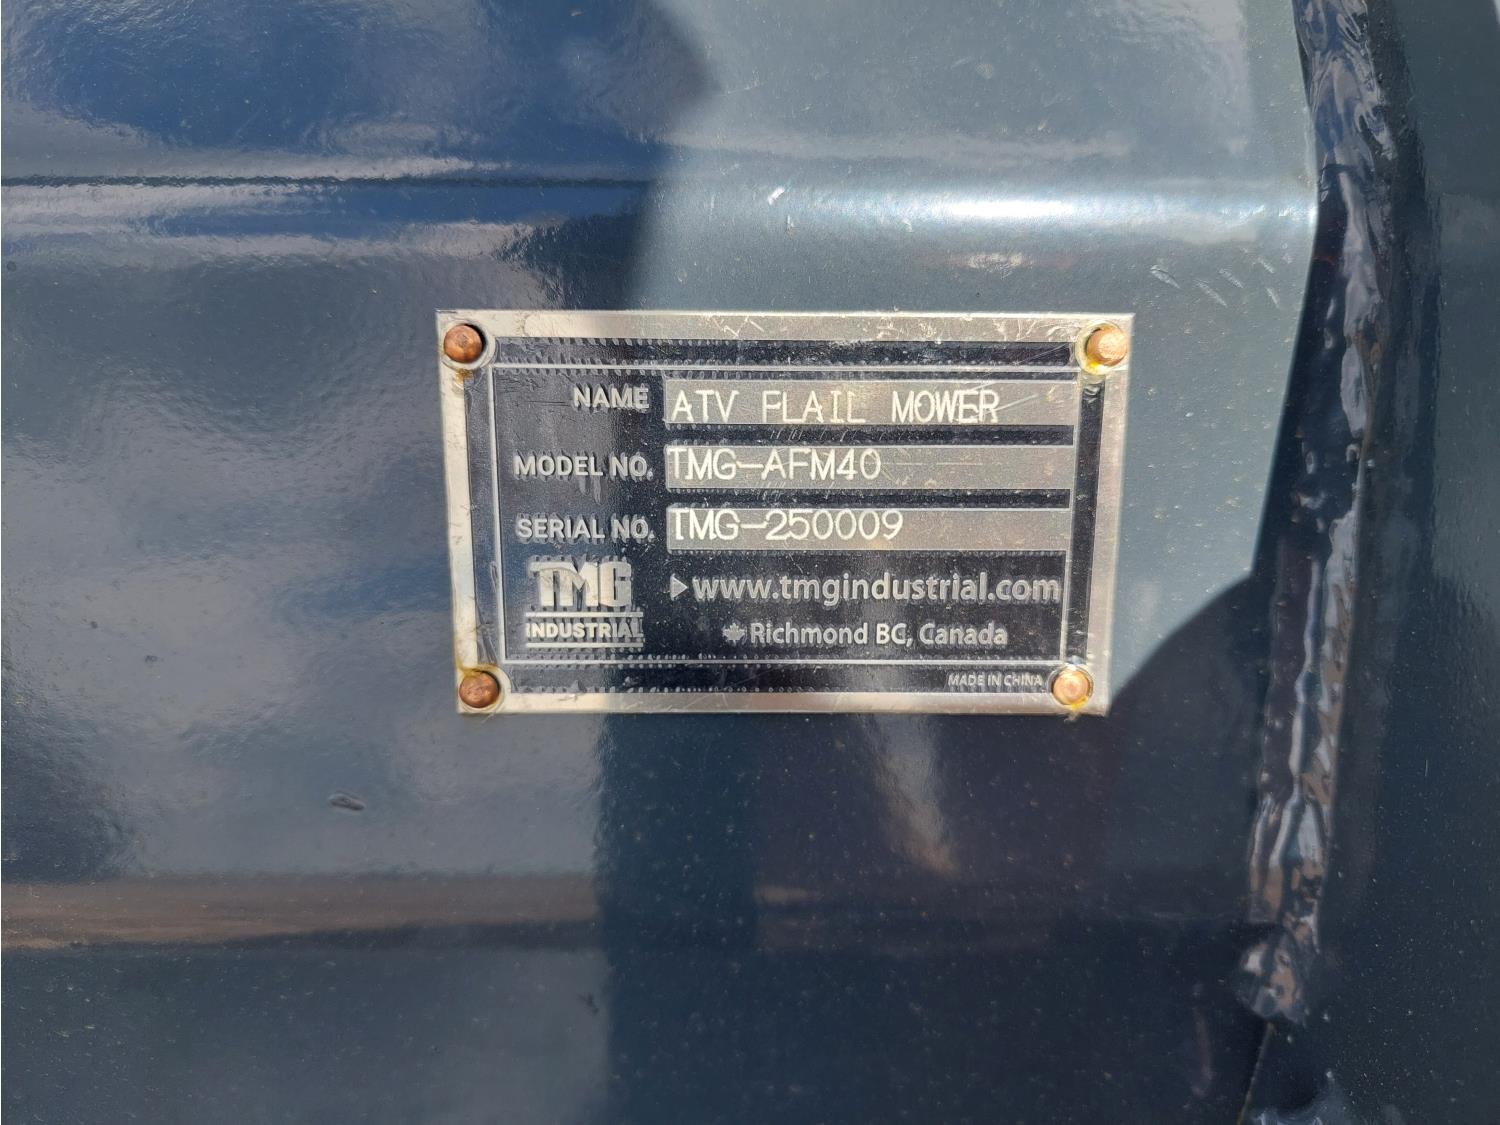 NAME ATV FLAIL MOWER
MODEL NO. TMG-AFM40
SERIAL NO. TMG-250009
TMG
INDUSTRIAL
www.tmgindustrial.com
Richmond BC, Canada
MADE IN CHINA